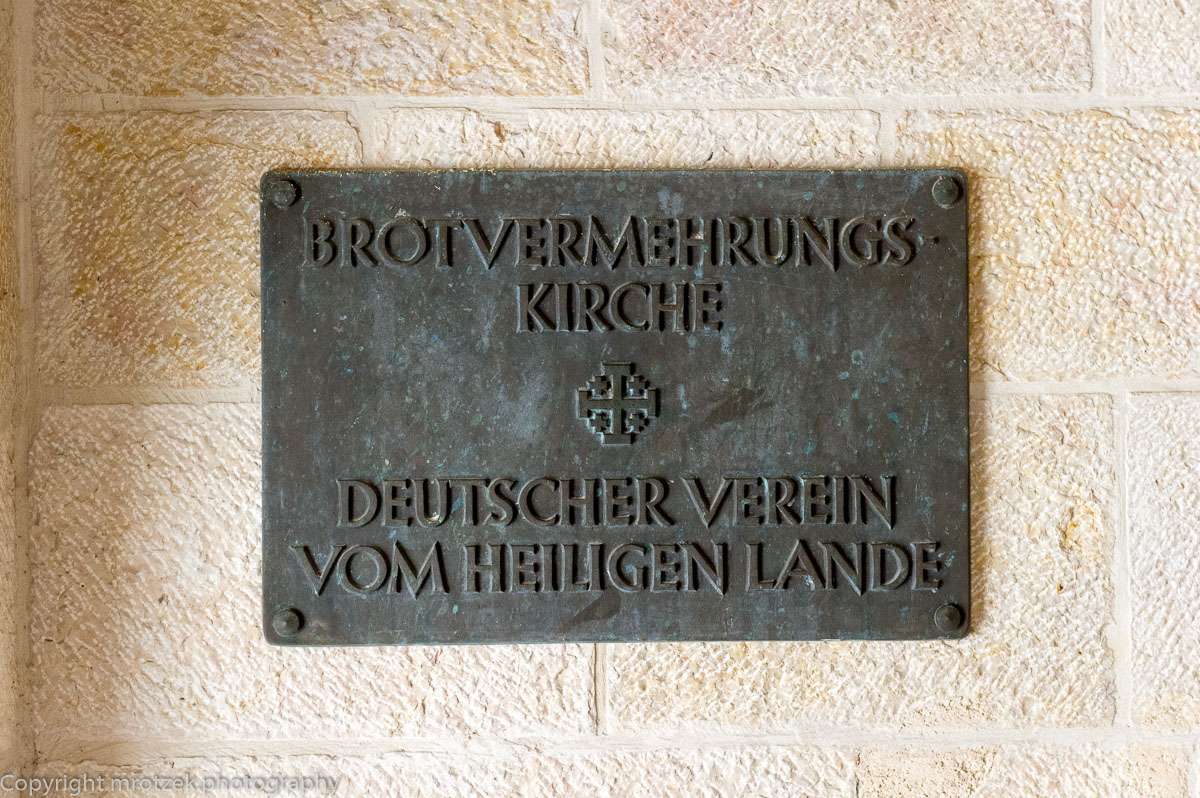 BROTVERMEHRUNGS-
KIRCHE
DEUTSCHER VEREIN
VOM HEILIGEN LANDE
Copyright mrotzek.photography